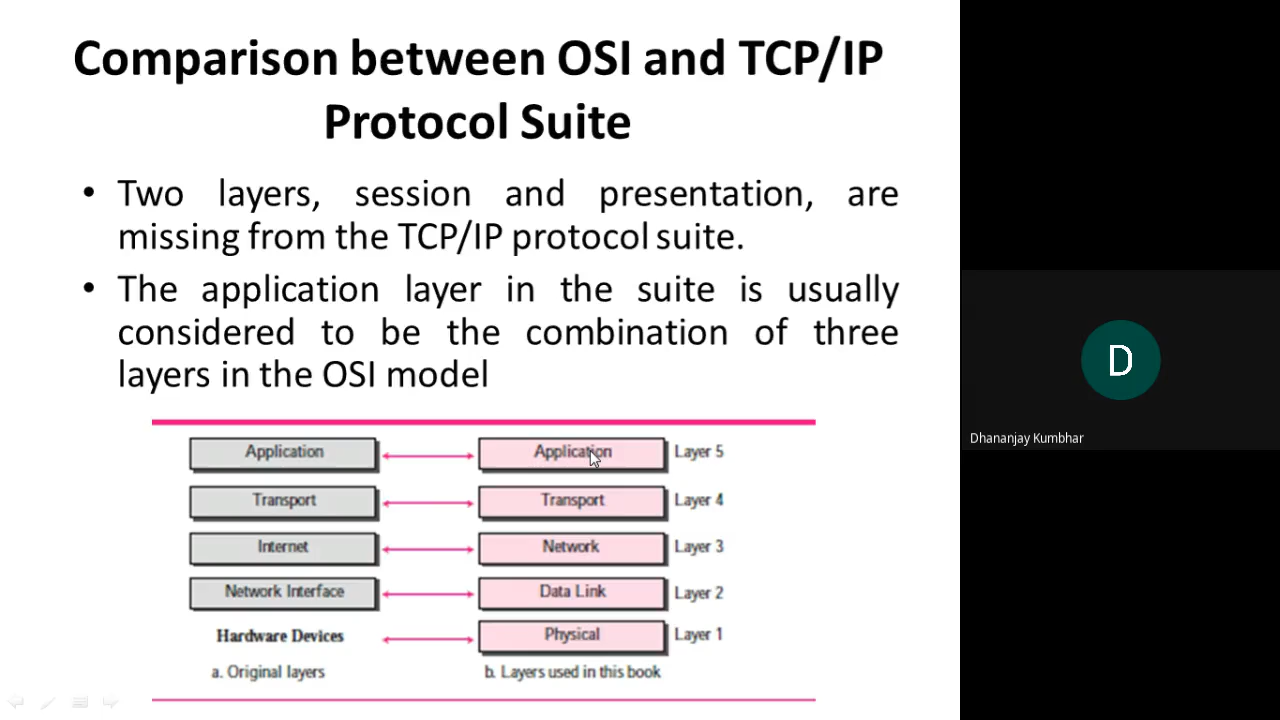 Comparison between OSI and TCP/IP
Protocol Suite
• Two layers, session and presentation, are
missing from the TCP/IP protocol suite.
• The application layer in the suite is usually
considered to be the combination of three
layers in the OSI model
Application Application Layer 5
Transport Transport Layer 4
Internet Network Layer 3
Network Interface Data Link Layer 2
Hardware Devices Physical Layer 1
a. Original layers b. Layers used in this book
D
Dhananjay Kumbhar